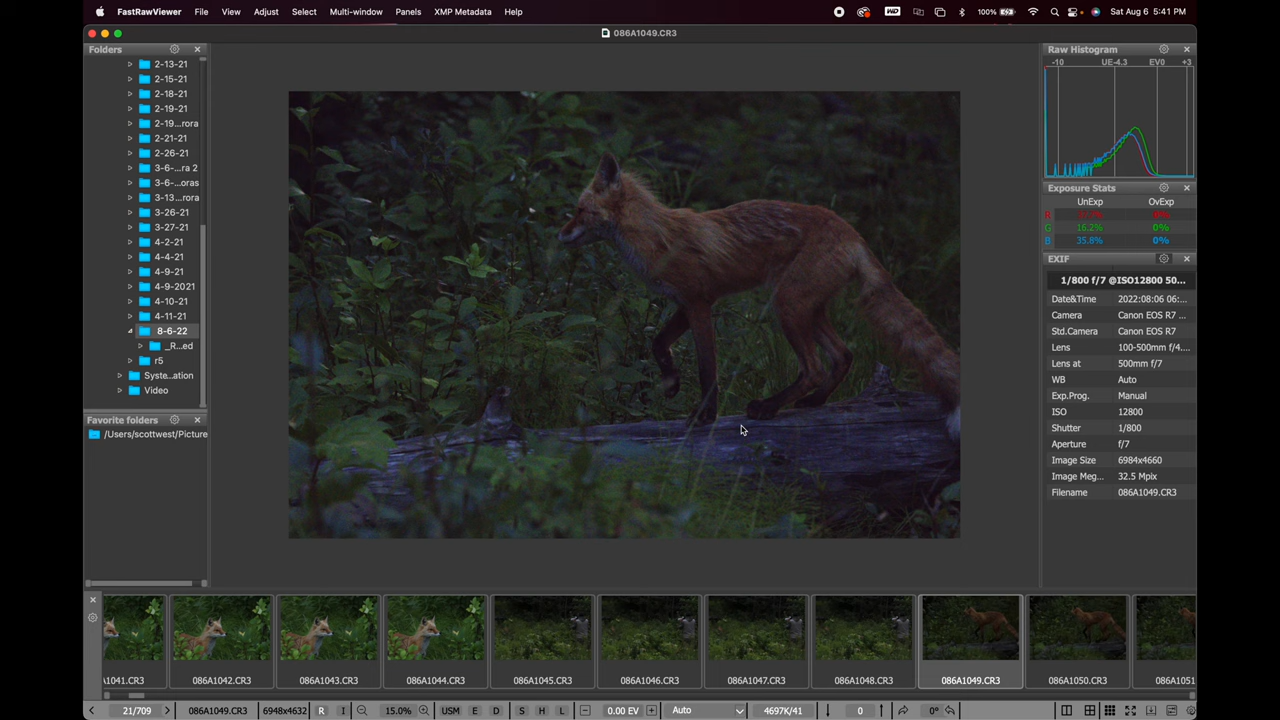 FastRawViewer File View Adjust Select Multi-window Panels XMP Metadata Help 100% Sat Aug 6 5:41 PM
086A1049.CR3
Folders
2-13-21
2-15-21
2-18-21
2-19-21
2-19...rora
2-21-21
2-26-21
3-6-...ra 2
3-6-...oras
3-13...rora
3-26-21
3-27-21
4-2-21
4-4-21
4-9-21
4-9-2021
4-10-21
4-11-21
8-6-22
_R...ed
r5
Syste...ation
Video
Favorite folders
/Users/scottwest/Picture
Raw Histogram
-10 UE-4.3 EV0 +3
Exposure Stats
UnExp OvExp
R 0%
G 16.2% 0%
B 35.8% 0%
EXIF
1/800 f/7 @ISO12800 50...
Date&Time 2022:08:06 06:...
Camera Canon EOS R7 ...
Std.Camera Canon EOS R7
Lens 100-500mm f/4....
Lens at 500mm f/7
WB Auto
Exp.Prog. Manual
ISO 12800
Shutter 1/800
Aperture f/7
Image Size 6984x4660
Image Meg... 32.5 Mpix
Filename 086A1049.CR3
A1041.CR3 086A1042.CR3 086A1043.CR3 086A1044.CR3 086A1045.CR3 086A1046.CR3 086A1047.CR3 086A1048.CR3 086A1049.CR3 086A1050.CR3 086A1051
21/709 086A1049.CR3 6948x4632 R I 15.0% USM E D S H L 0.00 EV Auto 4697K/41 0 0°